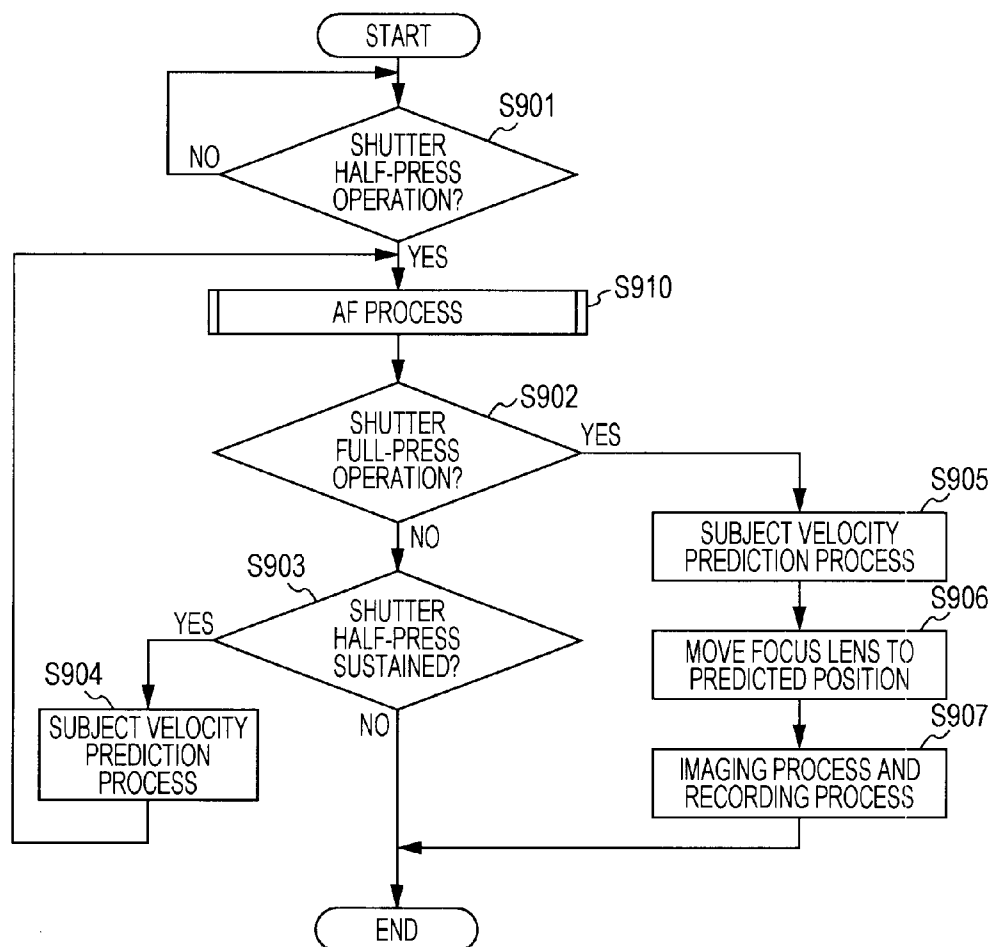 START
S901
SHUTTER
HALF-PRESS
OPERATION?
NO
YES
S910
AF PROCESS
S902
SHUTTER
FULL-PRESS
OPERATION?
YES
NO
S905
SUBJECT VELOCITY
PREDICTION PROCESS
S903
SHUTTER
HALF-PRESS
SUSTAINED?
YES
NO
S906
MOVE FOCUS LENS TO
PREDICTED POSITION
S904
SUBJECT VELOCITY
PREDICTION
PROCESS
S907
IMAGING PROCESS AND
RECORDING PROCESS
END